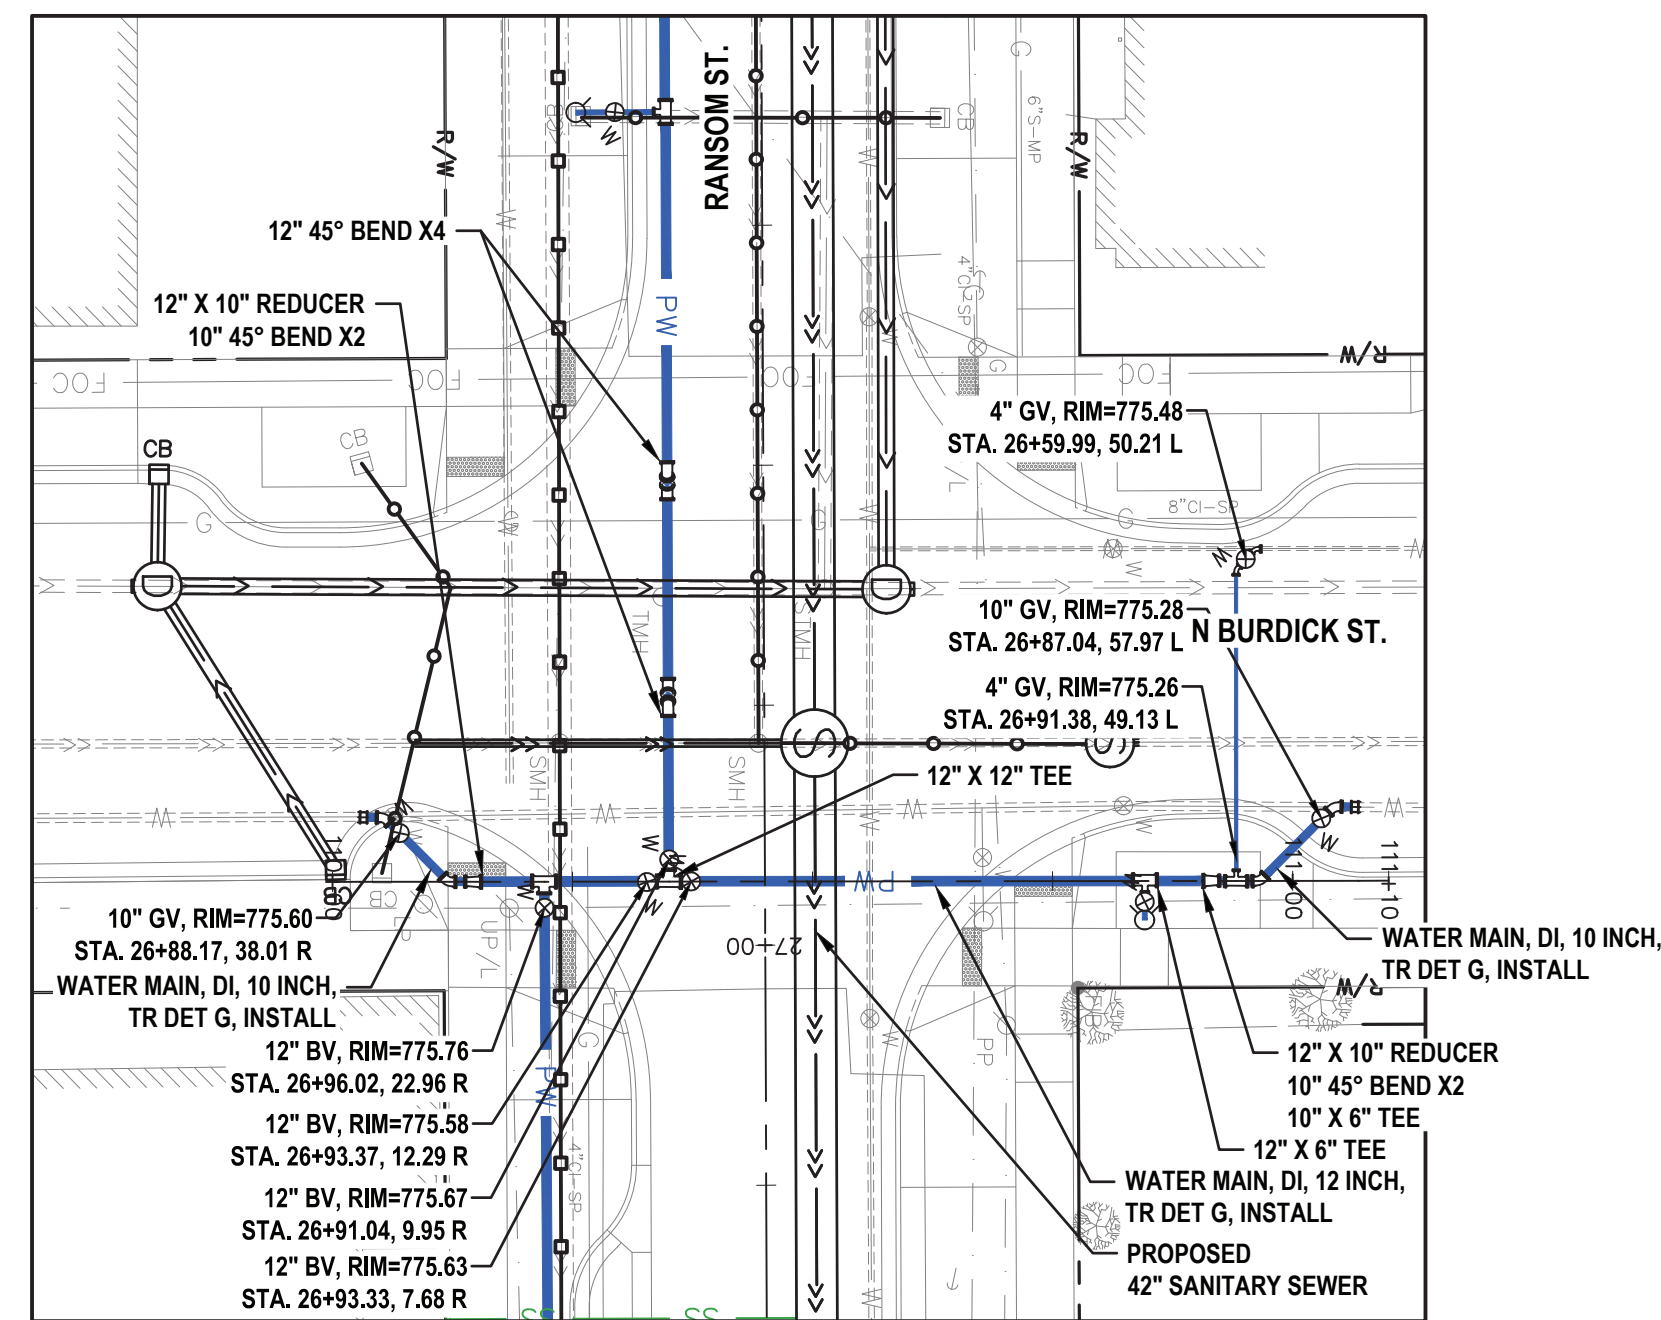 RANSOM ST.
CB
CB
G
6"S-MP
R/W
R/W
W
W
12" 45° BEND X4
4"CI-SP
G
12" X 10" REDUCER
10" 45° BEND X2
PW
W
R/W
FOC
FOC
FOC
FOC
G
4" GV, RIM=775.48
STA. 26+59.99, 50.21 L
CB
CB
8"CI-SP
G
G
G
W
W
W
W
10" GV, RIM=775.28
STA. 26+87.04, 57.97 L
N BURDICK ST.
TMH
STMH
4" GV, RIM=775.26
STA. 26+91.38, 49.13 L
SMH
SMH
12" X 12" TEE
W
W
W
W
W
W
W
W
111+00
111+10
CB
PW
10" GV, RIM=775.60
STA. 26+88.17, 38.01 R
UP/L
27+00
WATER MAIN, DI, 10 INCH,
TR DET G, INSTALL
WATER MAIN, DI, 10 INCH,
TR DET G, INSTALL
R/W
G
W
PP
12" BV, RIM=775.76
STA. 26+96.02, 22.96 R
PW
12" X 10" REDUCER
10" 45° BEND X2
10" X 6" TEE
12" BV, RIM=775.58
STA. 26+93.37, 12.29 R
4"CI-SP
12" X 6" TEE
12" BV, RIM=775.67
STA. 26+91.04, 9.95 R
WATER MAIN, DI, 12 INCH,
TR DET G, INSTALL
12" BV, RIM=775.63
STA. 26+93.33, 7.68 R
PROPOSED
42" SANITARY SEWER
W
SS
SS